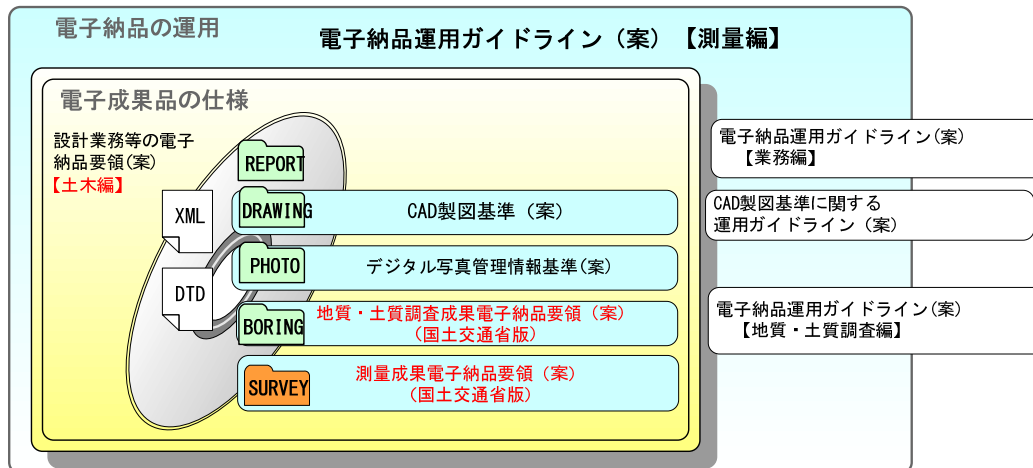 電子納品の運用
電子納品運用ガイドライン（案）【測量編】
電子成果品の仕様
設計業務等の電子
納品要領(案)
【土木編】
XML
DTD
REPORT
DRAWING
CAD製図基準（案）
PHOTO
デジタル写真管理情報基準(案)
BORING
地質・土質調査成果電子納品要領（案）
（国土交通省版）
SURVEY
測量成果電子納品要領（案）
（国土交通省版）
電子納品運用ガイドライン(案)
【業務編】
CAD製図基準に関する
運用ガイドライン（案）
電子納品運用ガイドライン(案)
【地質・土質調査編】